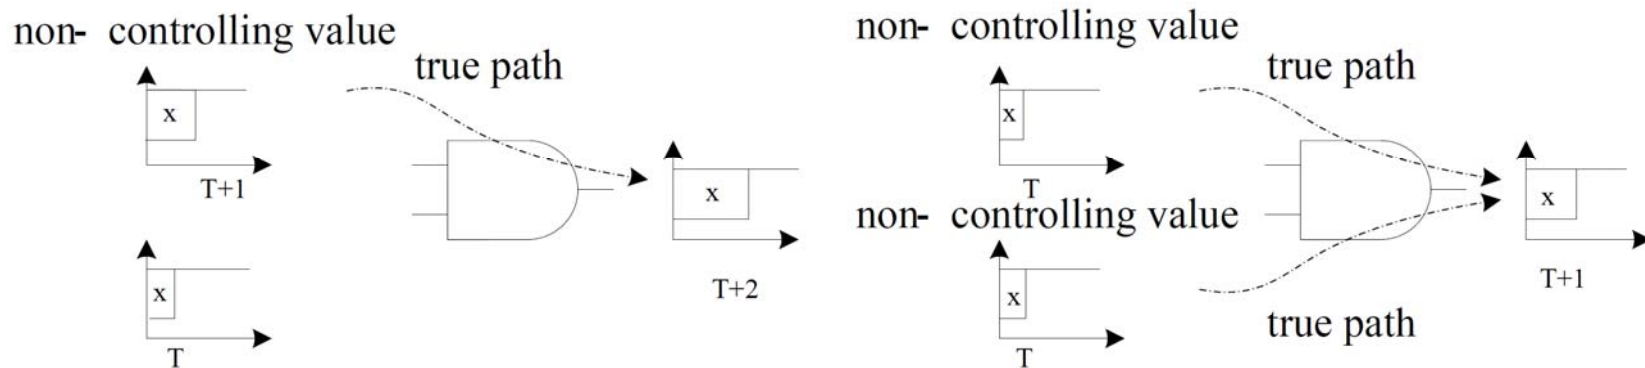 non- controlling value
true path
x
T+1
x
T+2
x
T
non- controlling value
true path
x
T
x
T+1
non- controlling value
x
T
true path